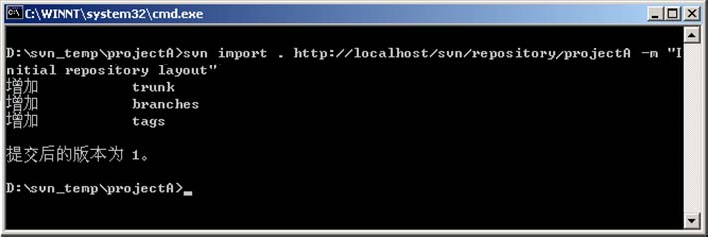 C:\WINNT\system32\cmd.exe
D:\svn_temp\projectA>svn import . http://localhost/svn/repository/projectA -m "I
nitial repository layout"
增加 trunk
增加 branches
增加 tags
提交后的版本为 1。
D:\svn_temp\projectA>_